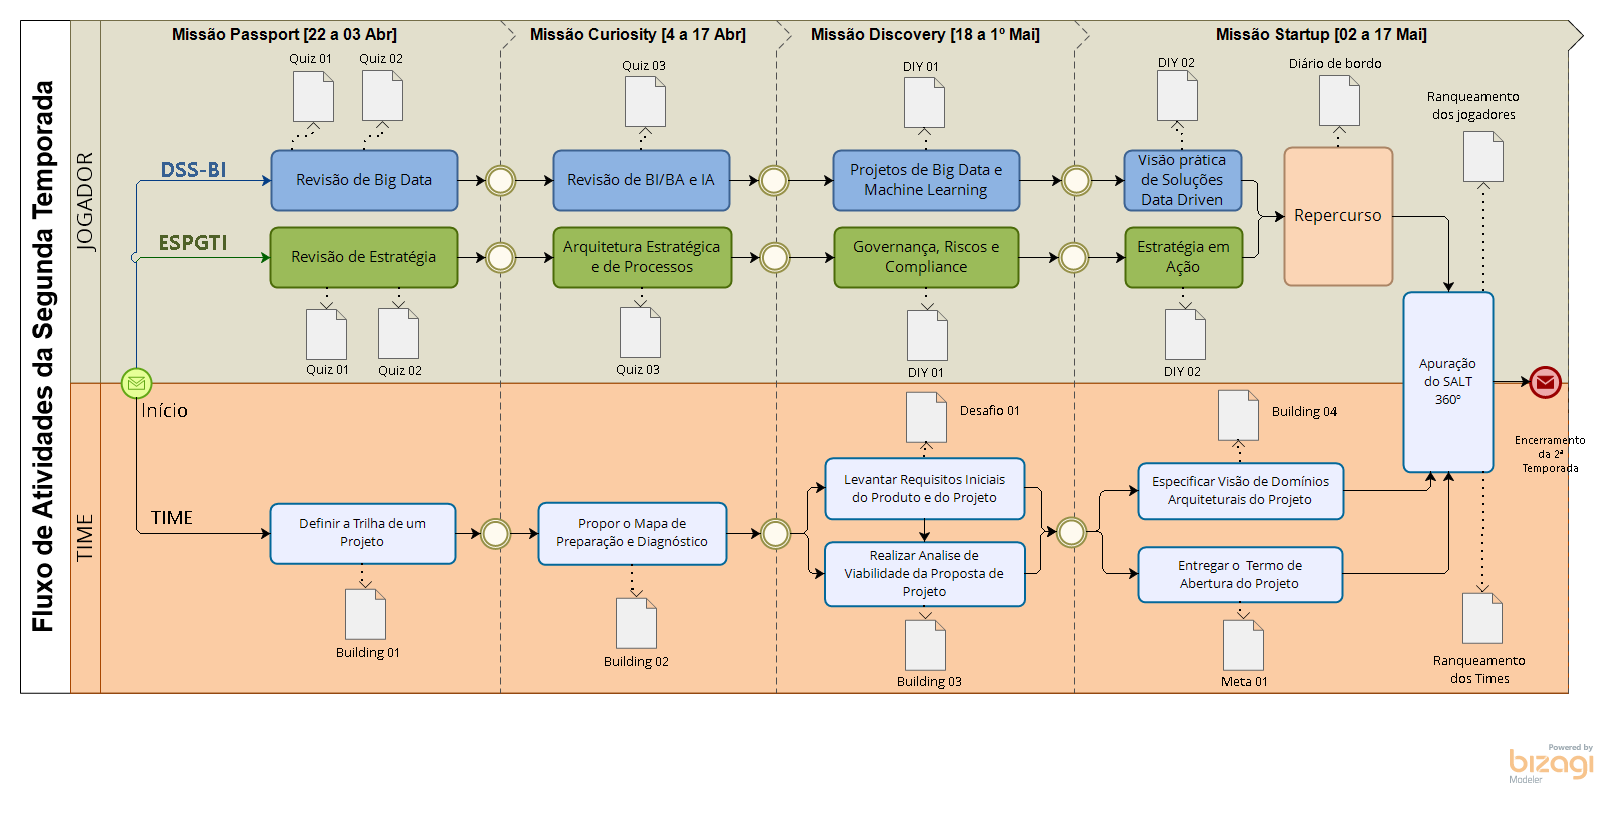 Fluxo de Atividades da Segunda Temporada
JOGADOR
TIME
Missão Passport [22 a 03 Abr]
Missão Curiosity [4 a 17 Abr]
Missão Discovery [18 a 1º Mai]
Missão Startup [02 a 17 Mai]
Quiz 01
Quiz 02
Quiz 03
DIY 01
DIY 02
Diário de bordo
Ranqueamento
dos jogadores
DSS-BI
Revisão de Big Data
Revisão de BI/BA e IA
Projetos de Big Data e
Machine Learning
Visão prática
de Soluções
Data Driven
Repercurso
ESPGTI
Revisão de Estratégia
Arquitetura Estratégica
e de Processos
Governança, Riscos e
Compliance
Estratégia em
Ação
Quiz 01
Quiz 02
Quiz 03
DIY 01
DIY 02
Apuração
do SALT
360º
Início
Desafio 01
Building 04
Encerramento
da 2ª
Temporada
TIME
Definir a Trilha de um
Projeto
Propor o Mapa de
Preparação e Diagnóstico
Levantar Requisitos Iniciais
do Produto e do Projeto
Realizar Analise de
Viabilidade da Proposta de
Projeto
Especificar Visão de Domínios
Arquiteturais do Projeto
Entregar o Termo de
Abertura do Projeto
Building 01
Building 02
Building 03
Meta 01
Ranqueamento
dos Times
Powered by
bizagi
Modeler